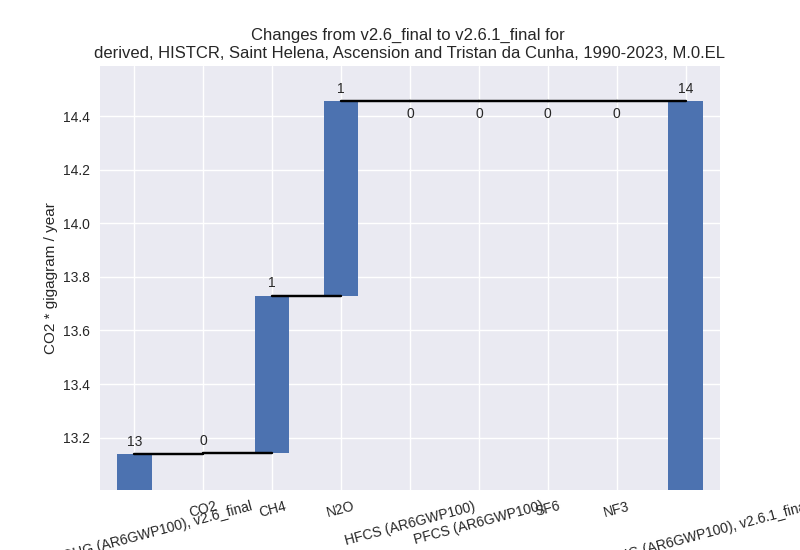 Changes from v2.6_final to v2.6.1_final for
derived, HISTCR, Saint Helena, Ascension and Tristan da Cunha, 1990-2023, M.0.EL
CO2 * gigagram / year
14.4
14.2
14.0
13.8
13.6
13.4
13.2
13
0
1
1
0
0
0
0
14
(AR6GWP100), v2.6_final
CO2
CH4
N2O
HFCS (AR6GWP100)
PFCS (AR6GWP100)
SF6
NF3
(AR6GWP100), v2.6.1_fina